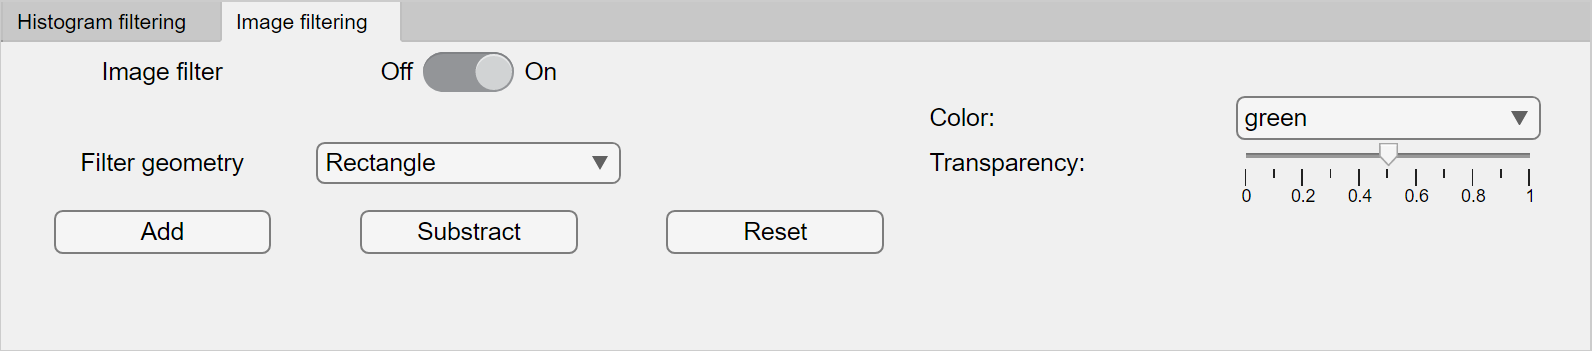 Histogram filtering Image filtering
Image filter Off On
Color: green
Filter geometry Rectangle Transparency:
0 0.2 0.4 0.6 0.8 1
Add Substract Reset